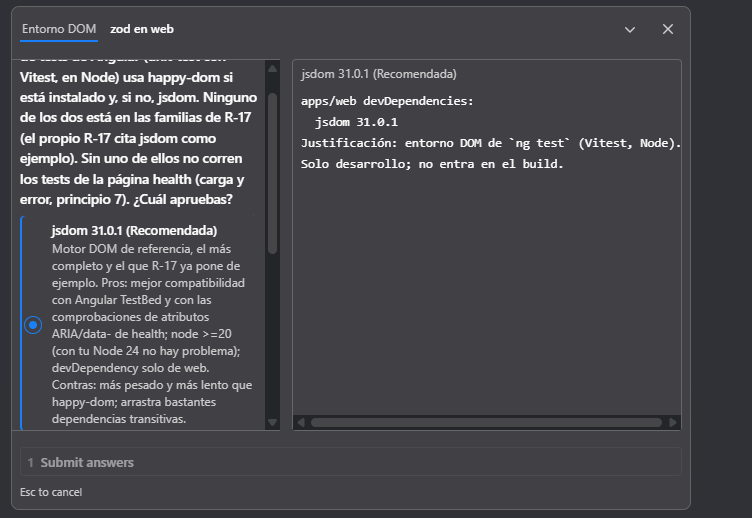 Entorno DOM zod en web
Vitest, en Node) usa happy-dom si
está instalado y, si no, jsdom. Ninguno
de los dos está en las familias de R-17
(el propio R-17 cita jsdom como
ejemplo). Sin uno de ellos no corren
los tests de la página health (carga y
error, principio 7). ¿Cuál apruebas?
jsdom 31.0.1 (Recomendada)
Motor DOM de referencia, el más
completo y el que R-17 ya pone de
ejemplo. Pros: mejor compatibilidad
con Angular TestBed y con las
comprobaciones de atributos
ARIA/data- de health; node >=20
(con tu Node 24 no hay problema);
devDependency solo de web.
Contras: más pesado y más lento que
happy-dom; arrastra bastantes
dependencias transitivas.
jsdom 31.0.1 (Recomendada)
apps/web devDependencies:
jsdom 31.0.1
Justificación: entorno DOM de `ng test` (Vitest, Node).
Solo desarrollo; no entra en el build.
1 Submit answers
Esc to cancel